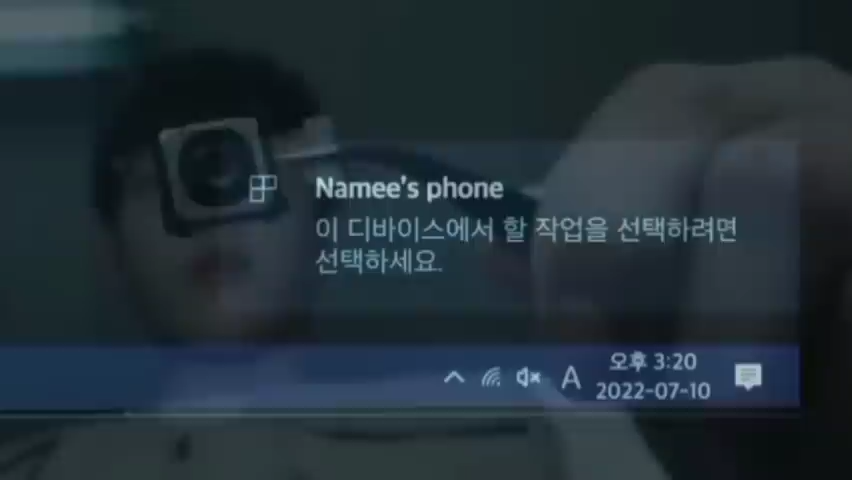 Namee's phone
이 디바이스에서 할 작업을 선택하려면
선택하세요.
A
오후 3:20
2022-07-10